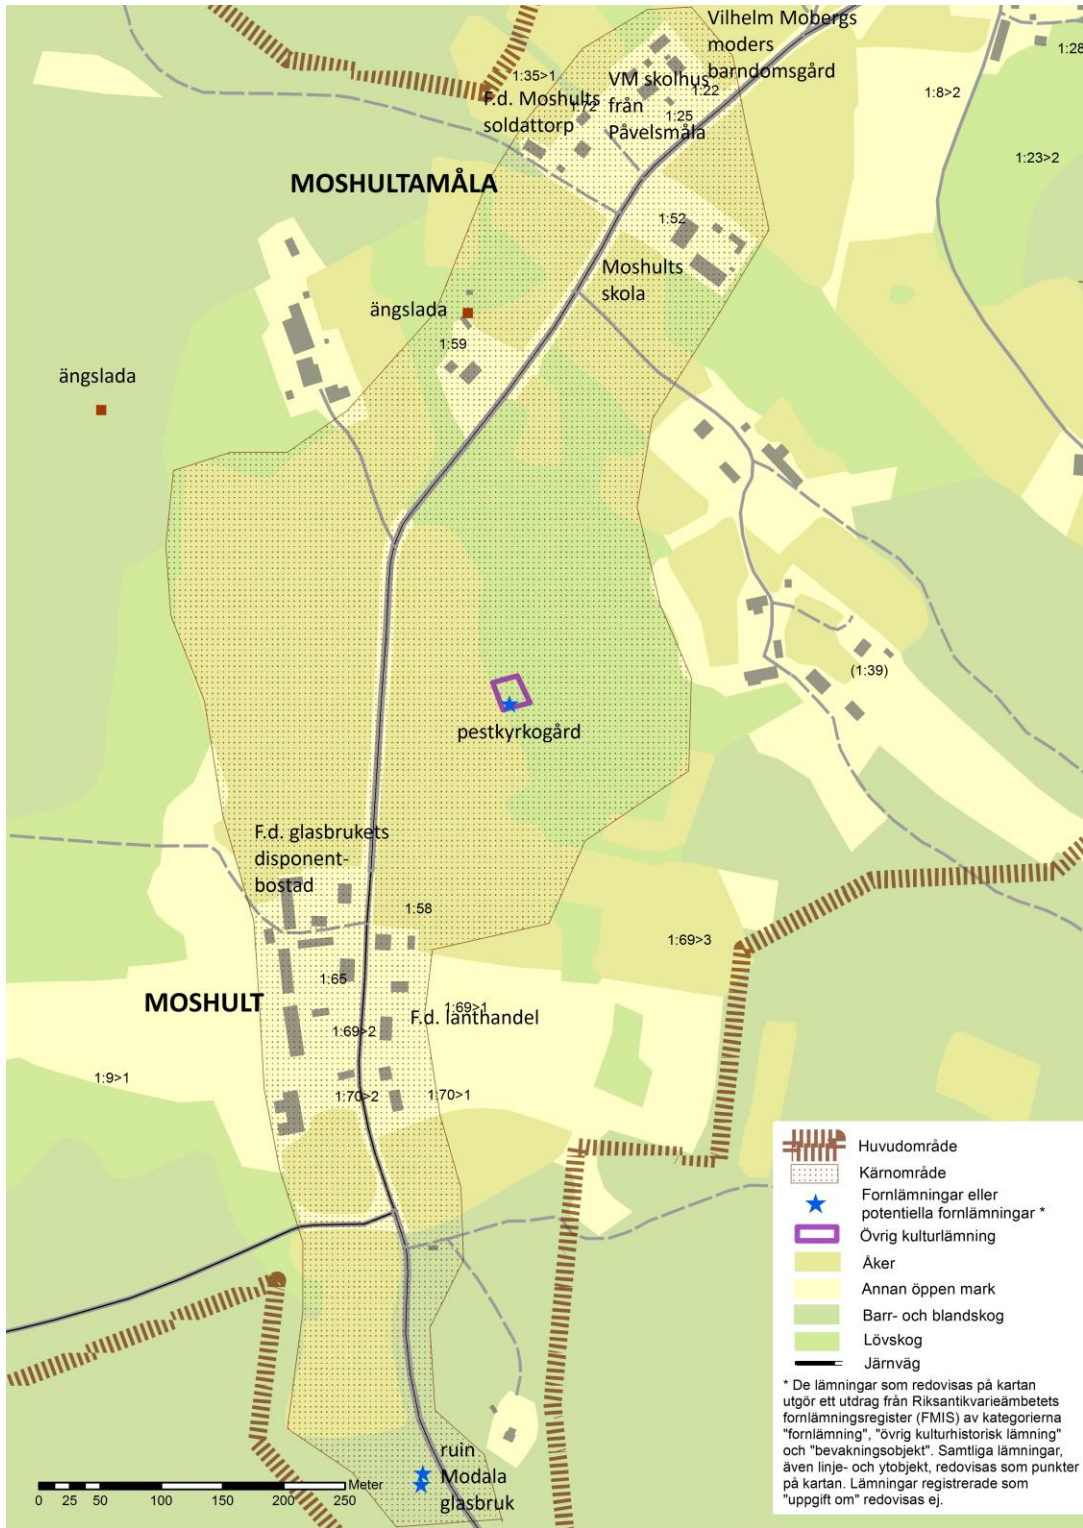 Vilhelm Mobergs
moders
barndomsgård
1:28
1:35>1
VM skolhus
från
Påvelsmåla
1:22
1:8>2
F.d. Moshults
soldattorp
1:72
1:25
1:23>2
MOSHULTAMÅLA
1:52
Moshults
skola
ängslada
1:59
ängslada
(1:39)
pestkyrkogård
F.d. glasbrukets
disponent-
bostad
1:58
1:69>3
1:65
MOSHULT
1:69>1
F.d. lanthandel
1:69>2
1:9>1
1:70>2
1:70>1
Huvudområde
Kärnområde
Fornlämningar eller
potentiella fornlämningar *
Övrig kulturlämning
Åker
Annan öppen mark
Barr- och blandskog
Lövskog
Järnväg
* De lämningar som redovisas på kartan
utgör ett utdrag från Riksantikvarieämbetets
fornlämningsregister (FMIS) av kategorierna
"fornlämning", "övrig kulturhistorisk lämning"
och "bevakningsobjekt". Samtliga lämningar,
även linje- och ytobjekt, redovisas som punkter
på kartan. Lämningar registrerade som
"uppgift om" redovisas ej.
ruin
Modala
glasbruk
Meter
0 25 50 100 150 200 250